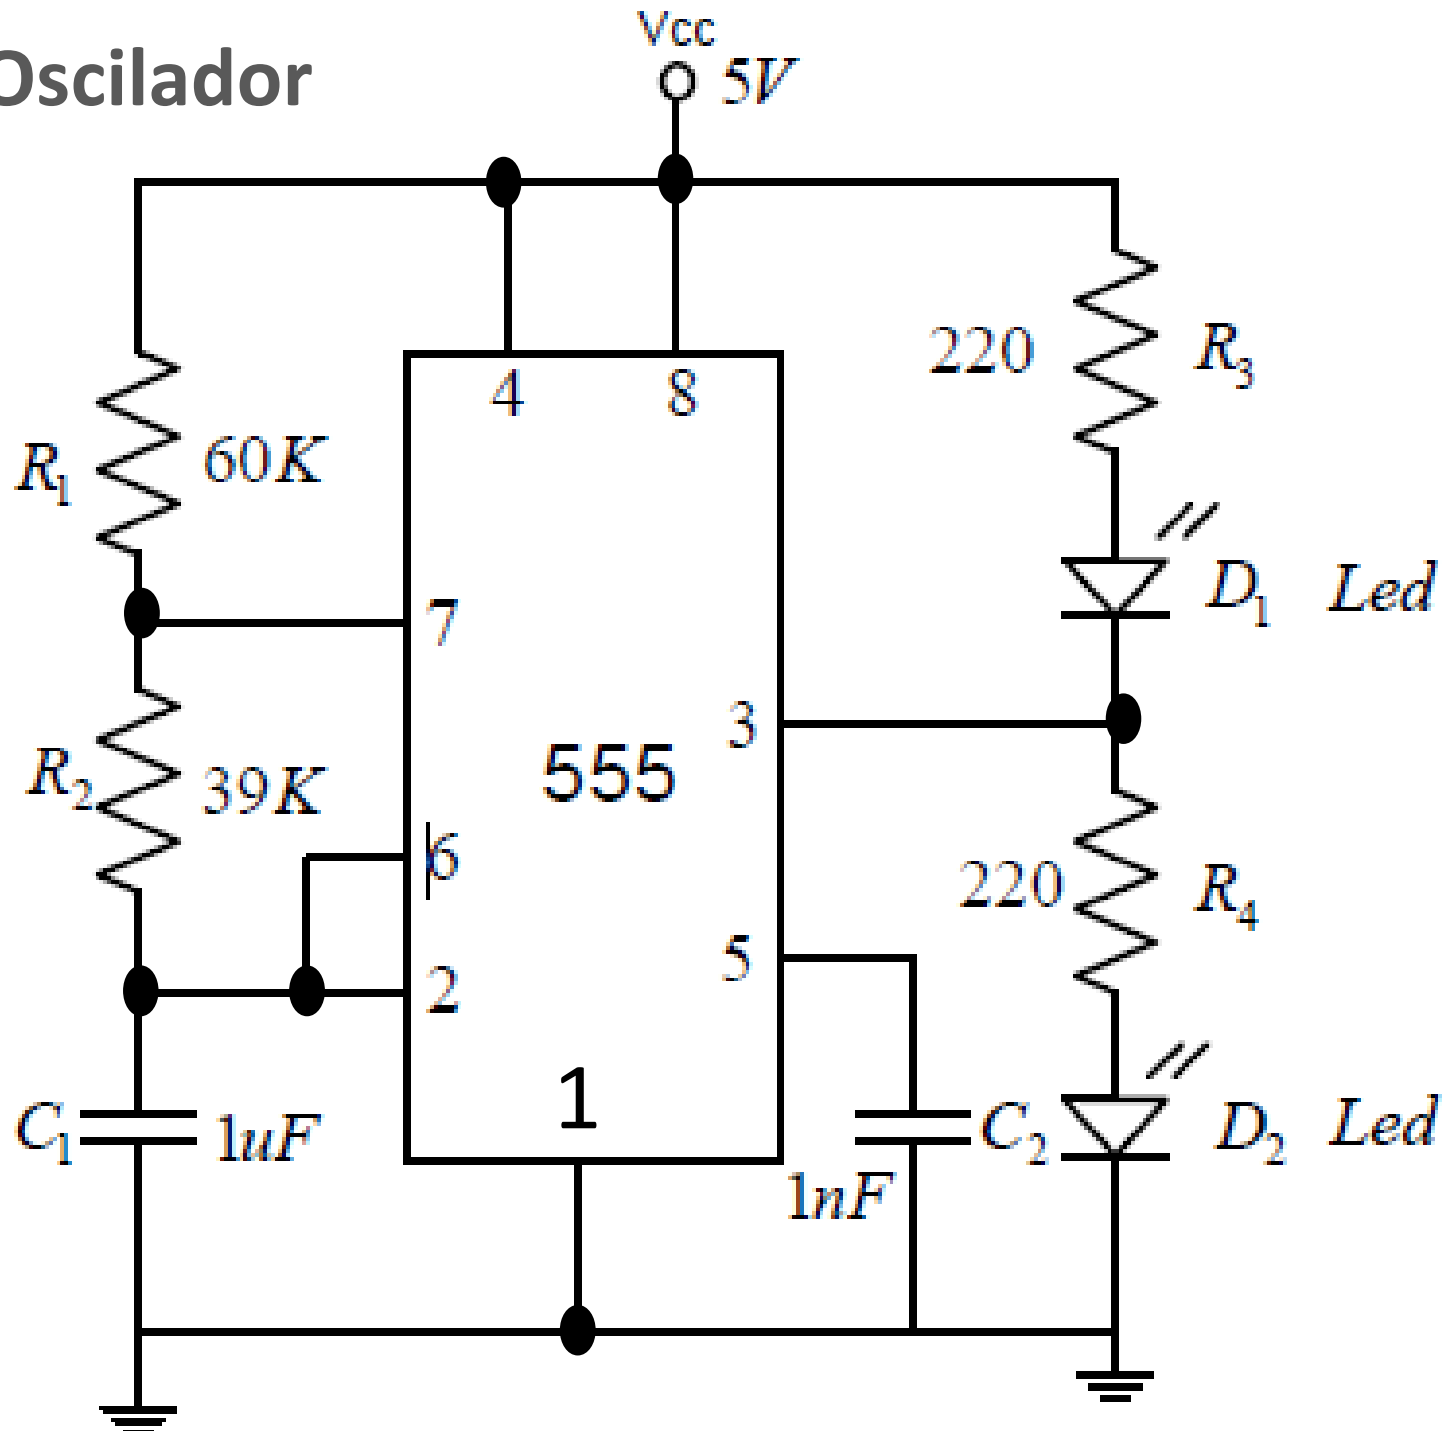 Oscilador
Vcc
5V
4 8
220 R3
R1 60K
7
D1 Led
3
R2 39K
555
6
220 R4
5
2
1
C1 1uF
C2
D2 Led
1nF